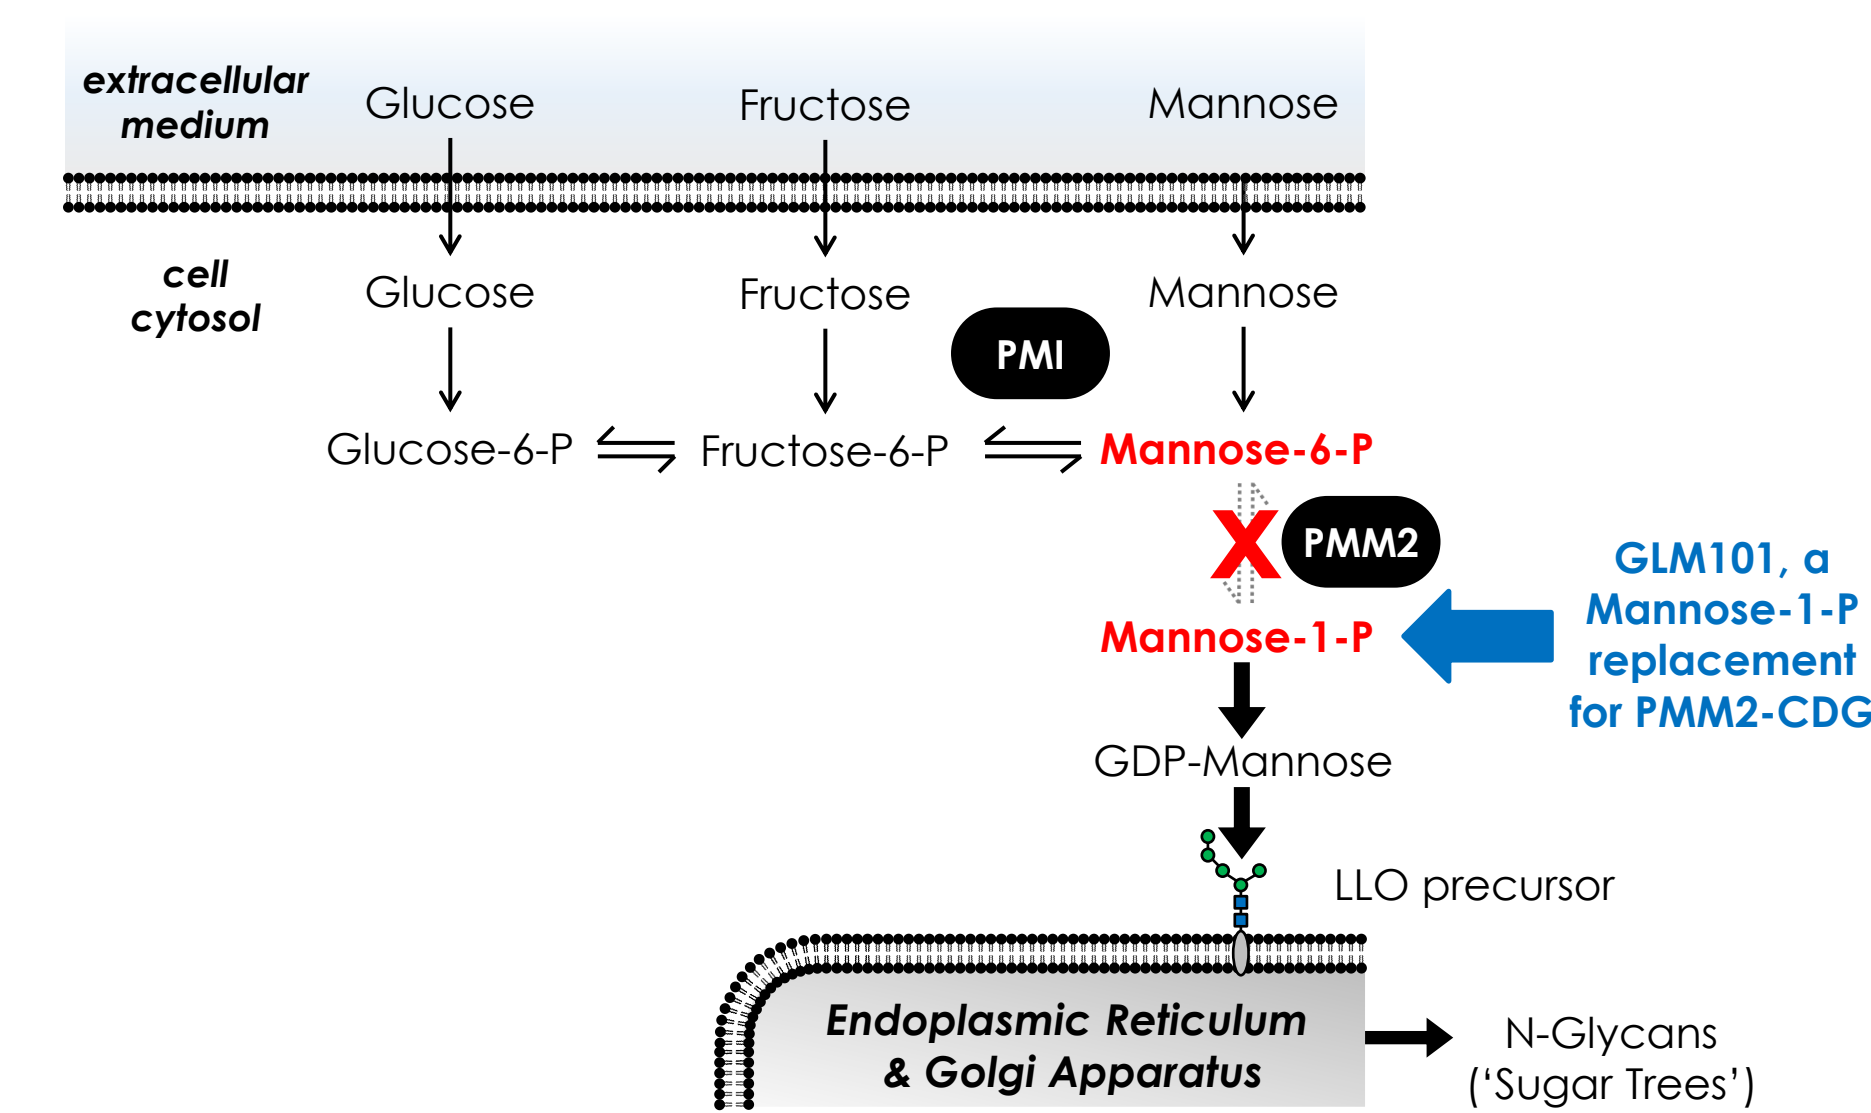 extracellular
medium
Glucose
Fructose
Mannose
cell
cytosol
Glucose
Fructose
Mannose
PMI
Glucose-6-P
Fructose-6-P
Mannose-6-P
X
PMM2
GLM101, a
Mannose-1-P
replacement
for PMM2-CDG
Mannose-1-P
GDP-Mannose
LLO precursor
Endoplasmic Reticulum
& Golgi Apparatus
N-Glycans
(‘Sugar Trees’)